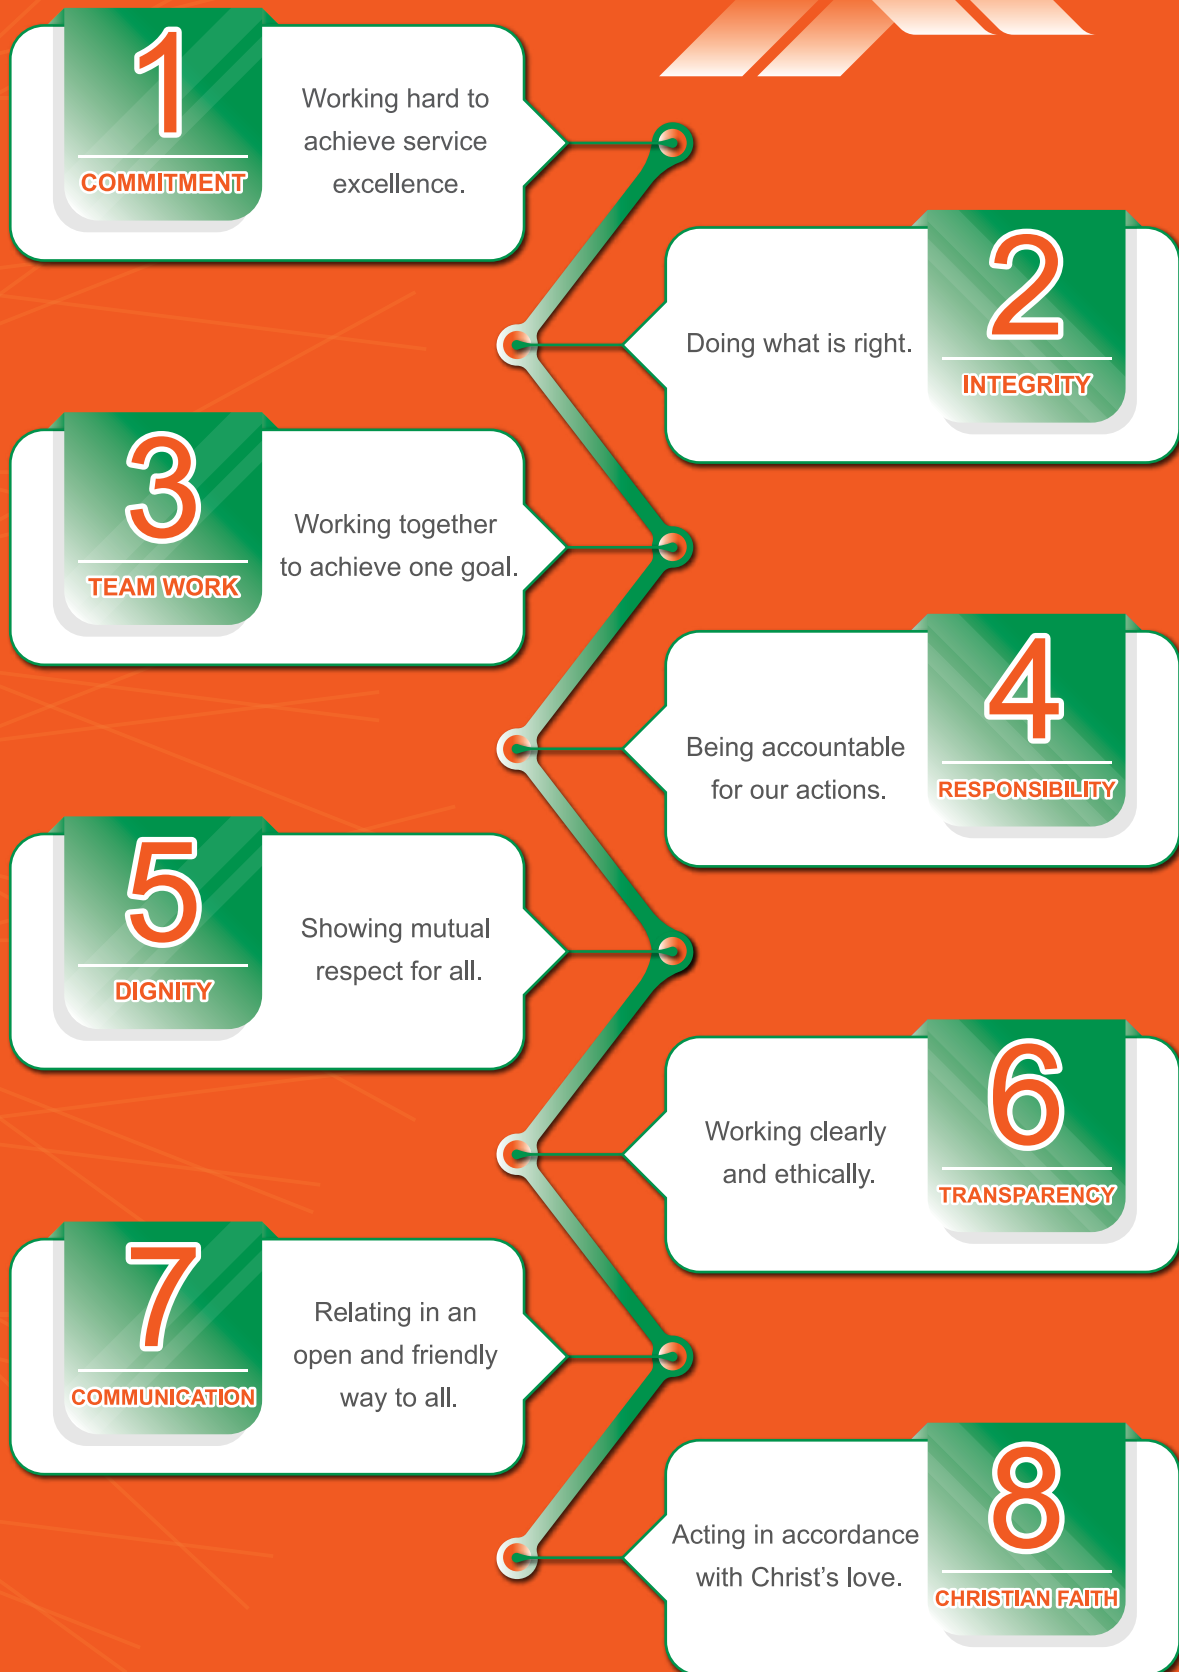 1
COMMITMENT
Working hard to
achieve service
excellence.
2
INTEGRITY
Doing what is right.
3
TEAM WORK
Working together
to achieve one goal.
4
RESPONSIBILITY
Being accountable
for our actions.
5
DIGNITY
Showing mutual
respect for all.
6
TRANSPARENCY
Working clearly
and ethically.
7
COMMUNICATION
Relating in an
open and friendly
way to all.
8
CHRISTIAN FAITH
Acting in accordance
with Christ’s love.